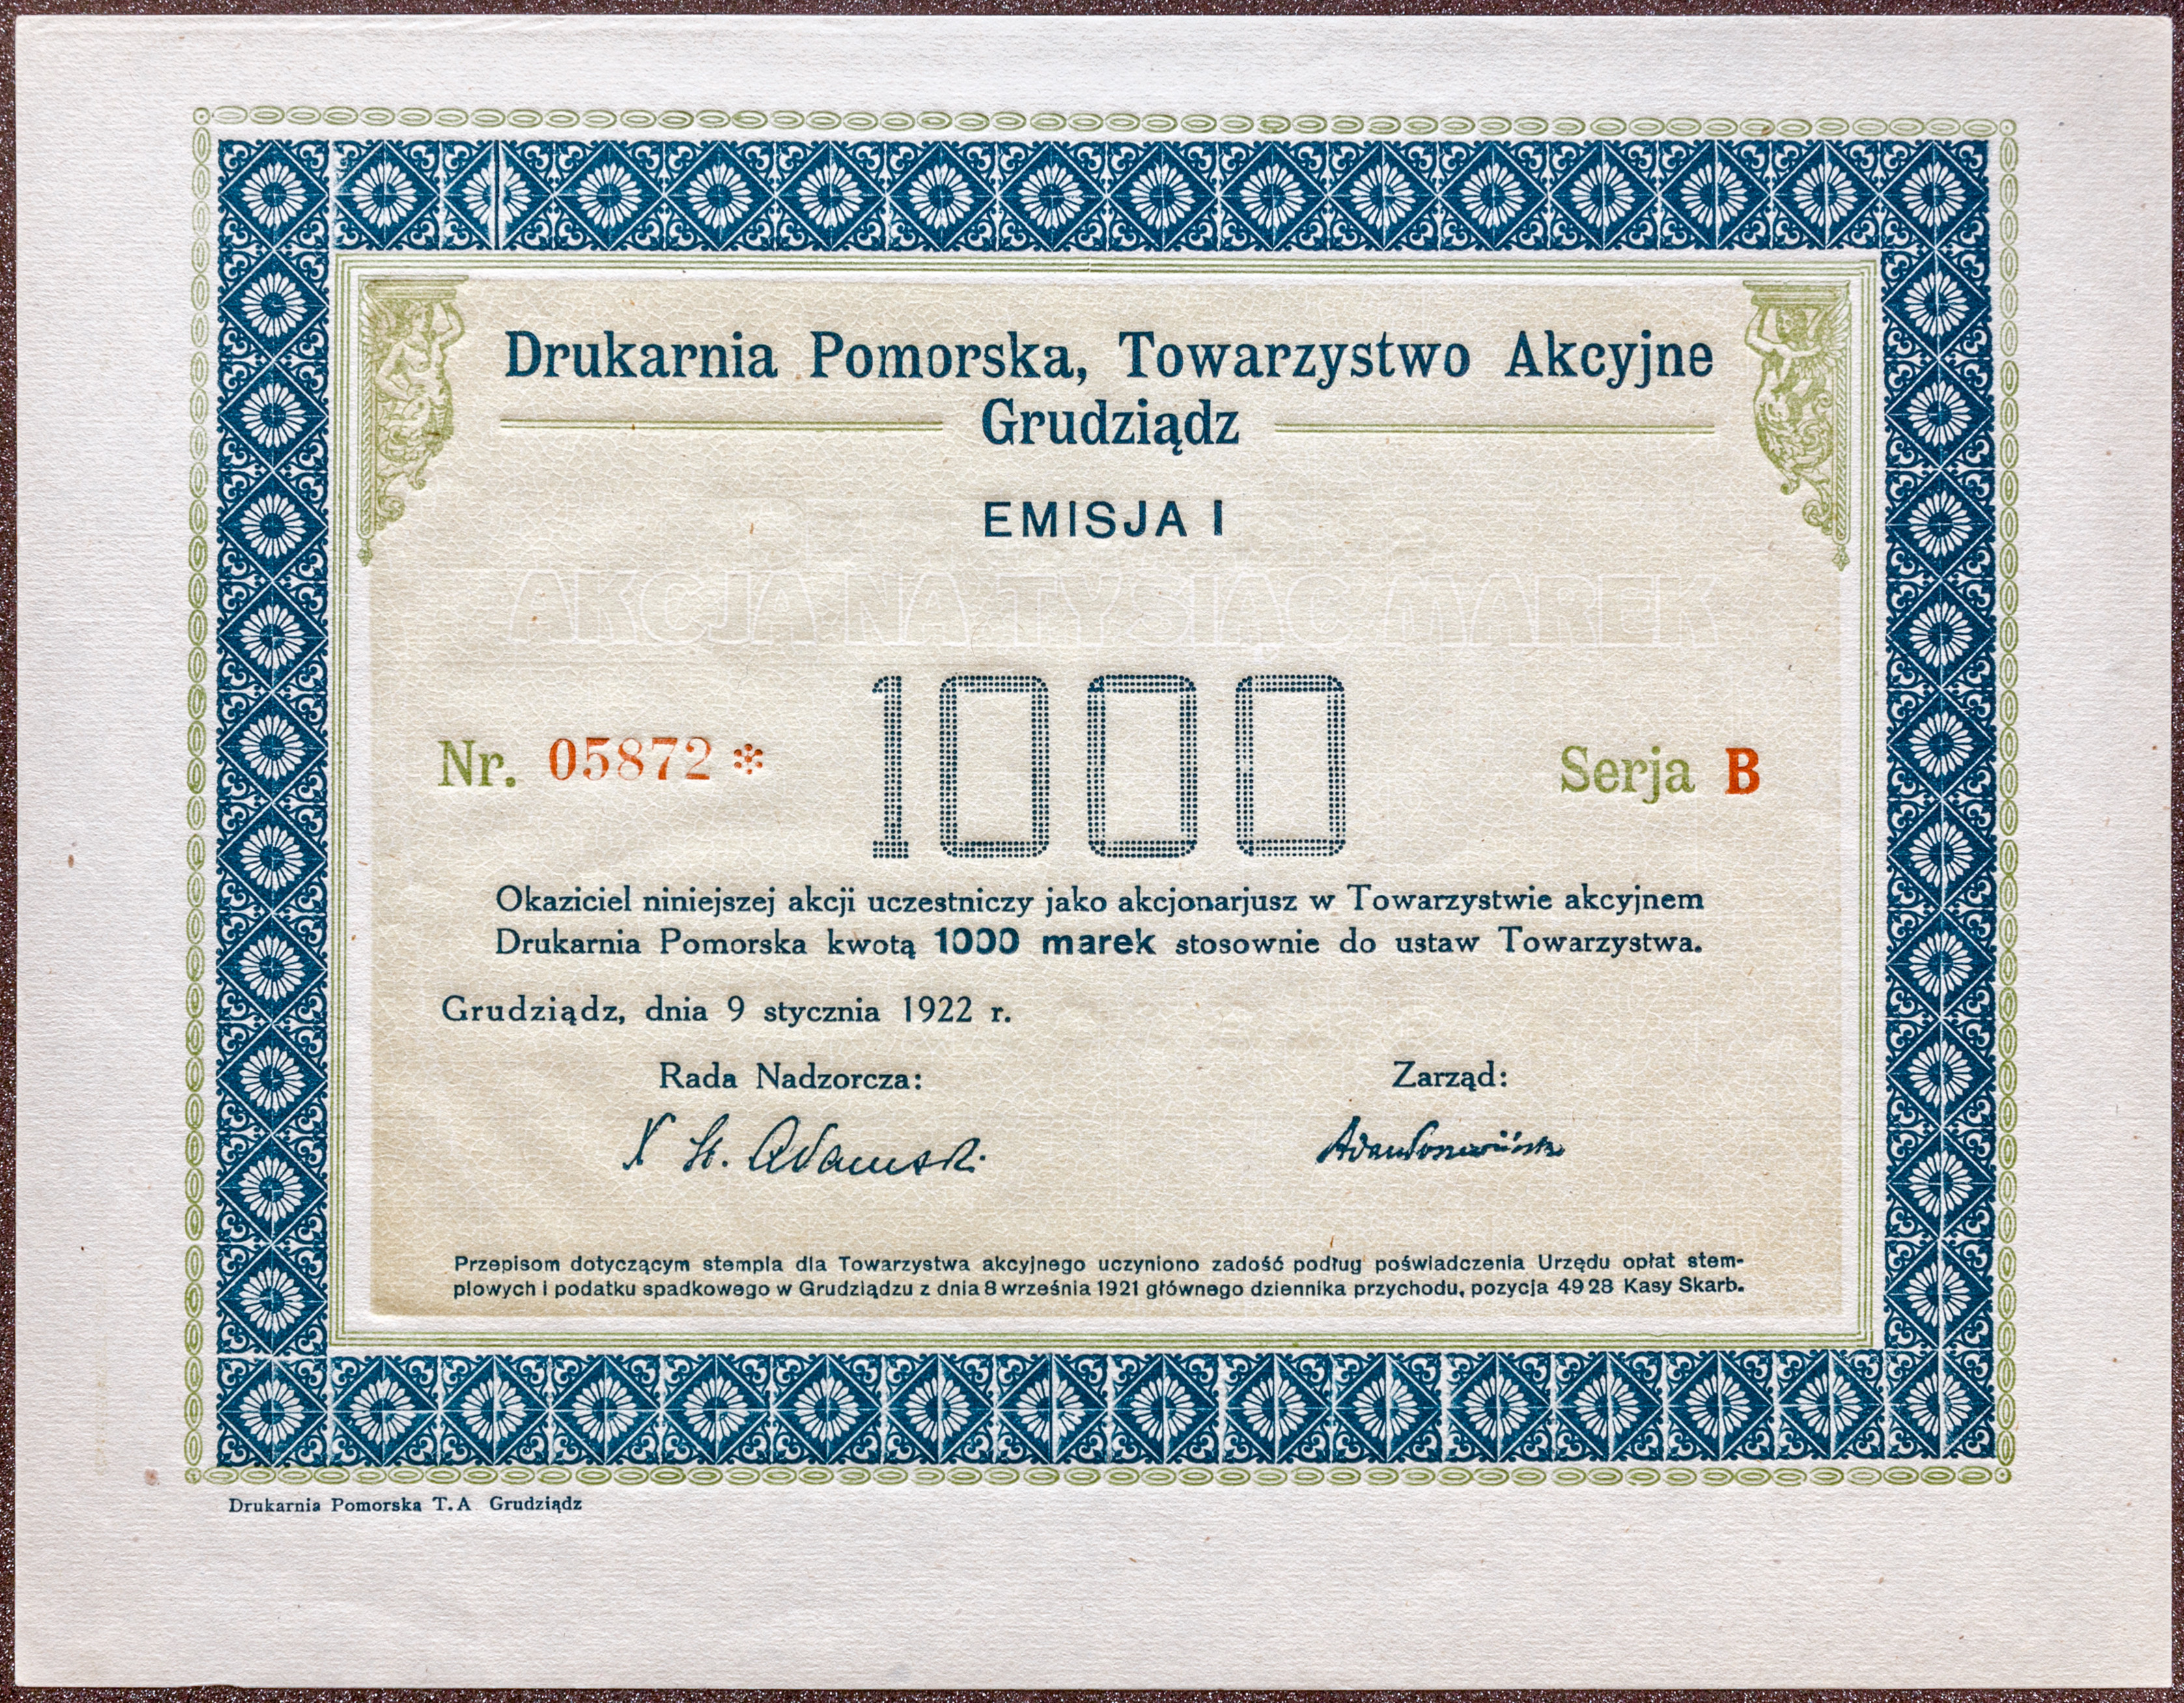 Drukarnia Pomorska, Towarzystwo Akcyjne
Grudziądz
EMISJA I
AKCJA NA TYSIĄC MAREK
1000
Nr. 05872 * Serja B
Okaziciel niniejszej akcji uczestniczy jako akcjonarjusz w Towarzystwie akcyjnem
Drukarnia Pomorska kwotą 1000 marek stosownie do ustaw Towarzystwa.
Grudziądz, dnia 9 stycznia 1922 r.
Rada Nadzorcza: Zarząd:
X St. Adamski
Przepisom dotyczącym stempla dla Towarzystwa akcyjnego uczyniono zadość podług poświadczenia Urzędu opłat stem-
plowych i podatku spadkowego w Grudziądzu z dnia 8 września 1921 głównego dziennika przychodu, pozycja 4928 Kasy Skarb.
Drukarnia Pomorska T. A Grudziądz